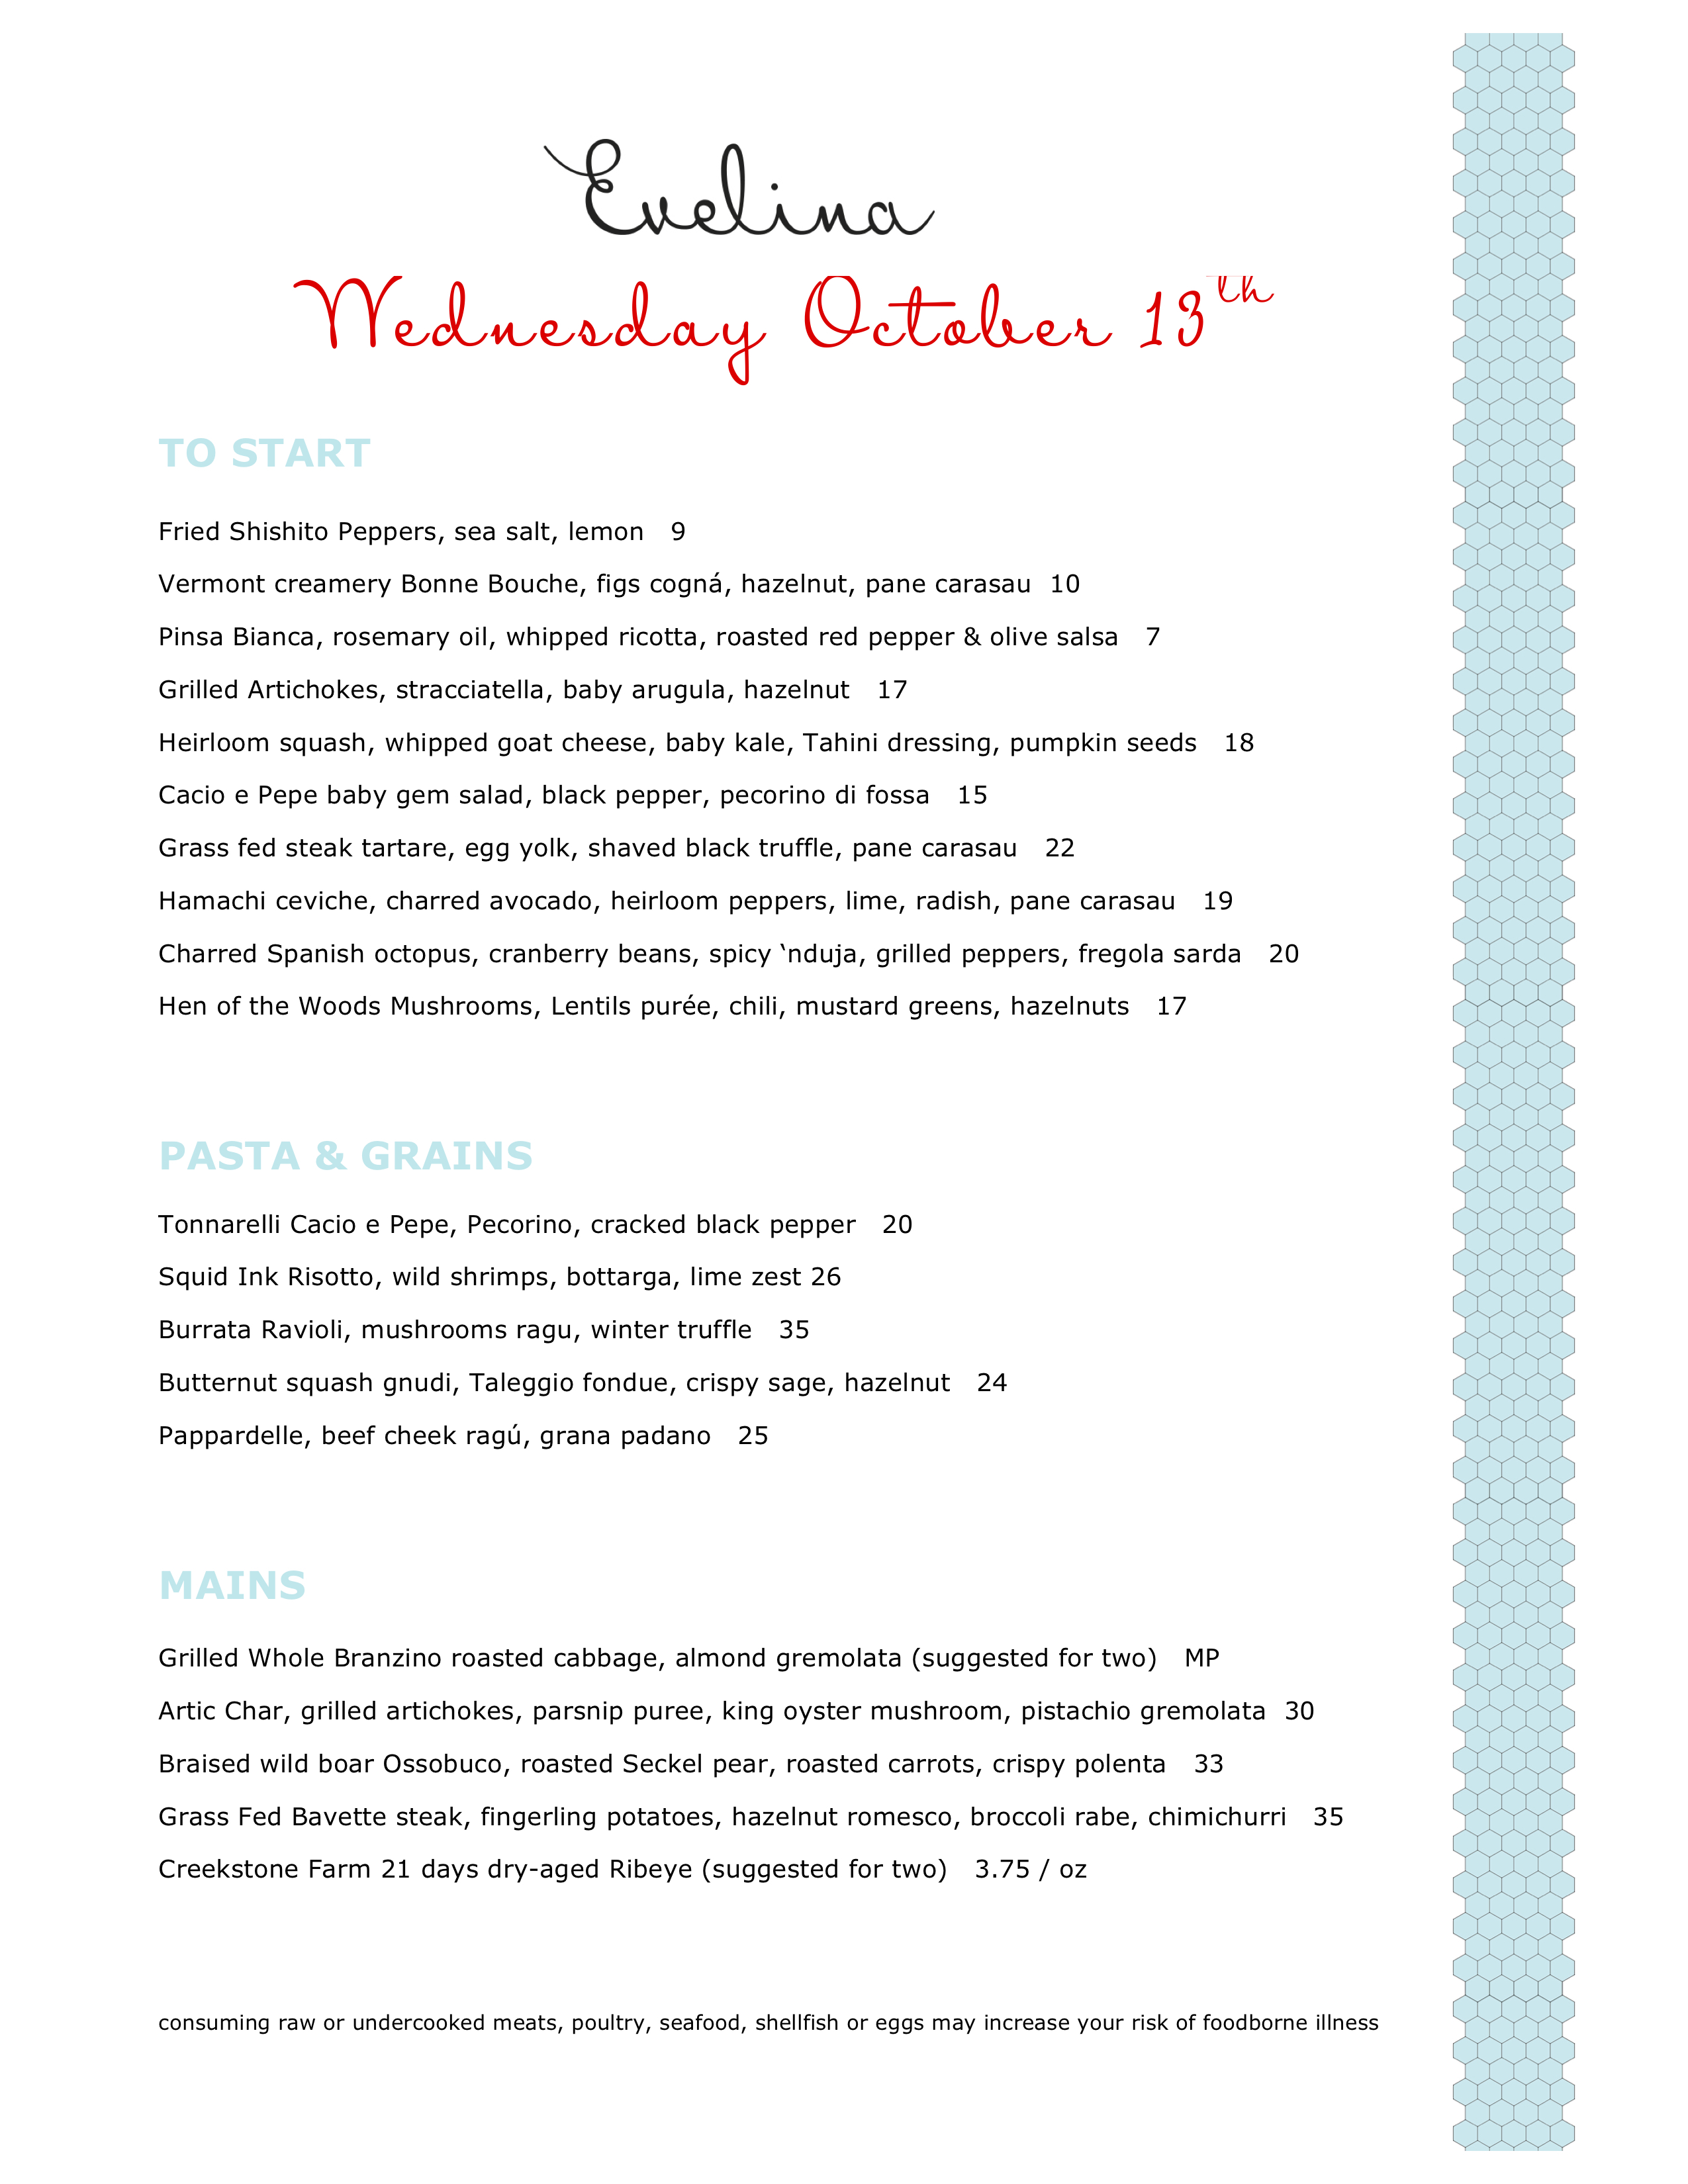 Evelina
Wednesday October 13th
TO START
Fried Shishito Peppers, sea salt, lemon 9
Vermont creamery Bonne Bouche, figs cogná, hazelnut, pane carasau 10
Pinsa Bianca, rosemary oil, whipped ricotta, roasted red pepper & olive salsa 7
Grilled Artichokes, stracciatella, baby arugula, hazelnut 17
Heirloom squash, whipped goat cheese, baby kale, Tahini dressing, pumpkin seeds 18
Cacio e Pepe baby gem salad, black pepper, pecorino di fossa 15
Grass fed steak tartare, egg yolk, shaved black truffle, pane carasau 22
Hamachi ceviche, charred avocado, heirloom peppers, lime, radish, pane carasau 19
Charred Spanish octopus, cranberry beans, spicy ‘nduja, grilled peppers, fregola sarda 20
Hen of the Woods Mushrooms, Lentils purée, chili, mustard greens, hazelnuts 17
PASTA & GRAINS
Tonnarelli Cacio e Pepe, Pecorino, cracked black pepper 20
Squid Ink Risotto, wild shrimps, bottarga, lime zest 26
Burrata Ravioli, mushrooms ragu, winter truffle 35
Butternut squash gnudi, Taleggio fondue, crispy sage, hazelnut 24
Pappardelle, beef cheek ragú, grana padano 25
MAINS
Grilled Whole Branzino roasted cabbage, almond gremolata (suggested for two) MP
Artic Char, grilled artichokes, parsnip puree, king oyster mushroom, pistachio gremolata 30
Braised wild boar Ossobuco, roasted Seckel pear, roasted carrots, crispy polenta 33
Grass Fed Bavette steak, fingerling potatoes, hazelnut romesco, broccoli rabe, chimichurri 35
Creekstone Farm 21 days dry-aged Ribeye (suggested for two) 3.75 / oz
consuming raw or undercooked meats, poultry, seafood, shellfish or eggs may increase your risk of foodborne illness